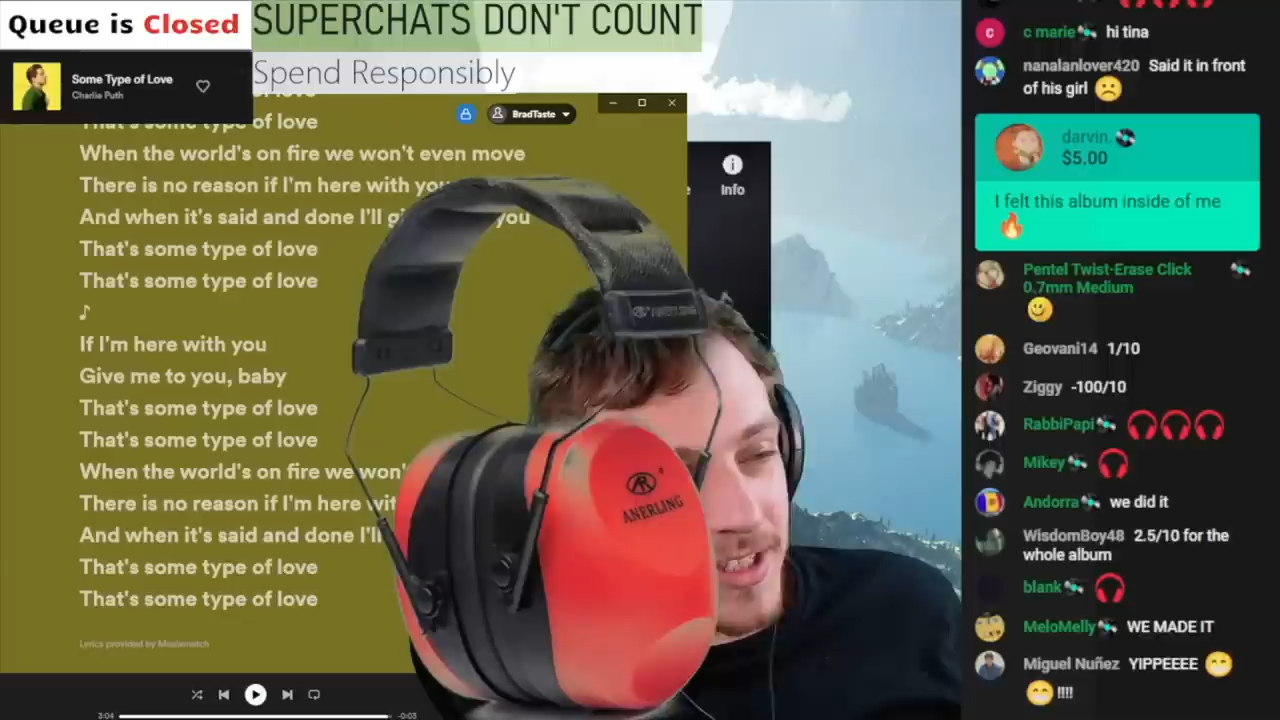 Queue is Closed
SUPERCHATS DON'T COUNT
Spend Responsibly
Some Type of Love
Charlie Puth
BradTaste
That's some type of love
When the world's on fire we won't even move
There is no reason if I'm here with you
And when it's said and done I'll gi you
That's some type of love
That's some type of love
♪
If I'm here with you
Give me to you, baby
That's some type of love
That's some type of love
When the world's on fire we won'
There is no reason if I'm here wit
And when it's said and done I'll
That's some type of love
That's some type of love
Lyrics provided by Musixmatch
3:04
-0:03
Info
ANERLING
c marie hi tina
nanalanlover420 Said it in front
of his girl ☹️
darvin.
$5.00
I felt this album inside of me
🔥
Pentel Twist-Erase Click
0.7mm Medium
Geovani14 1/10
Ziggy -100/10
RabbiPapi
Mikey
Andorra we did it
WisdomBoy48 2.5/10 for the
whole album
blank
MeloMelly WE MADE IT
Miguel Nuñez YIPPEEEE 😁
😁 !!!!